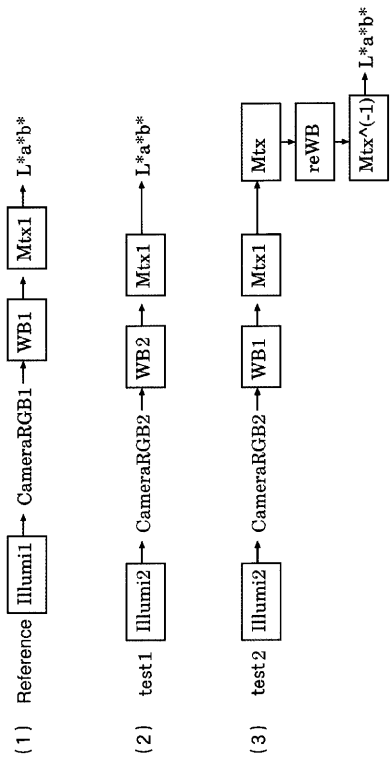 (1) Reference Illumi1 CameraRGB1 WB1 Mtx1 L*a*b*
(2) test1 Illumi2 CameraRGB2 WB2 Mtx1 L*a*b*
(3) test2 Illumi2 CameraRGB2 WB1 Mtx1 Mtx
reWB
Mtx^(-1) L*a*b*